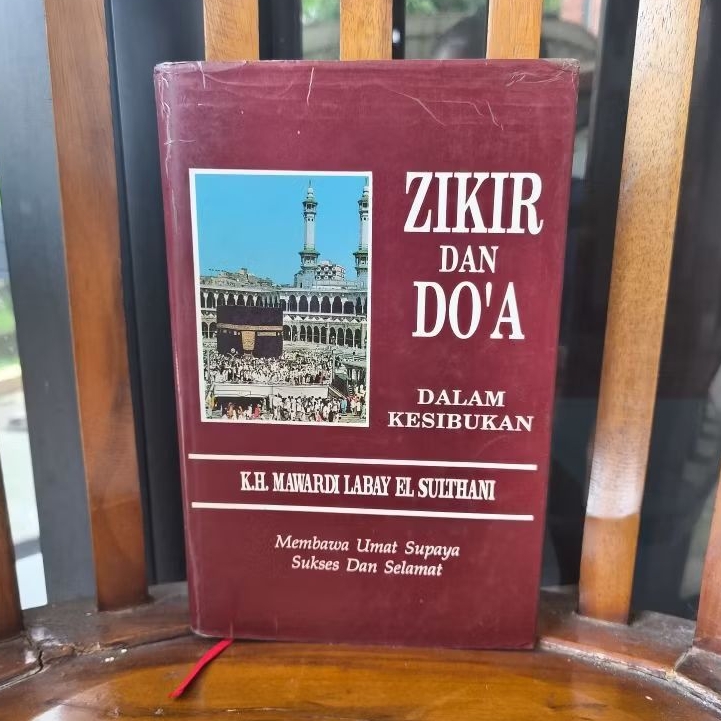 ZIKIR
DAN
DO'A
DALAM
KESIBUKAN
K.H. MAWARDI LABAY EL SULTHANI
Membawa Umat Supaya
Sukses Dan Selamat